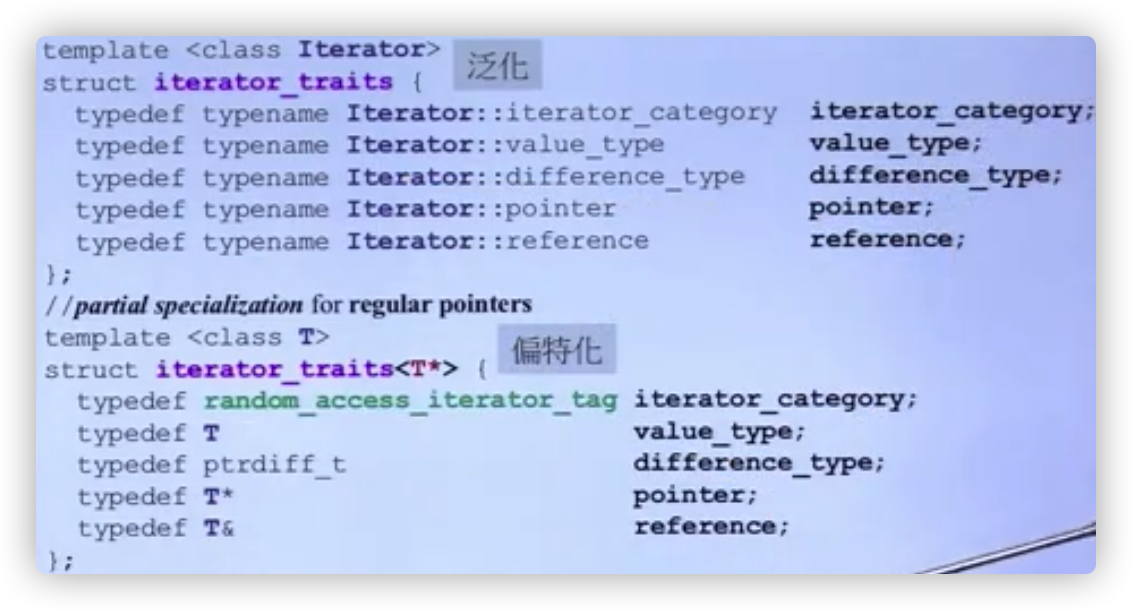 template <class Iterator> 泛化
struct iterator_traits {
typedef typename Iterator::iterator_category iterator_category;
typedef typename Iterator::value_type value_type;
typedef typename Iterator::difference_type difference_type;
typedef typename Iterator::pointer pointer;
typedef typename Iterator::reference reference;
};
//partial specialization for regular pointers
template <class T> 偏特化
struct iterator_traits<T*> {
typedef random_access_iterator_tag iterator_category;
typedef T value_type;
typedef ptrdiff_t difference_type;
typedef T* pointer;
typedef T& reference;
};